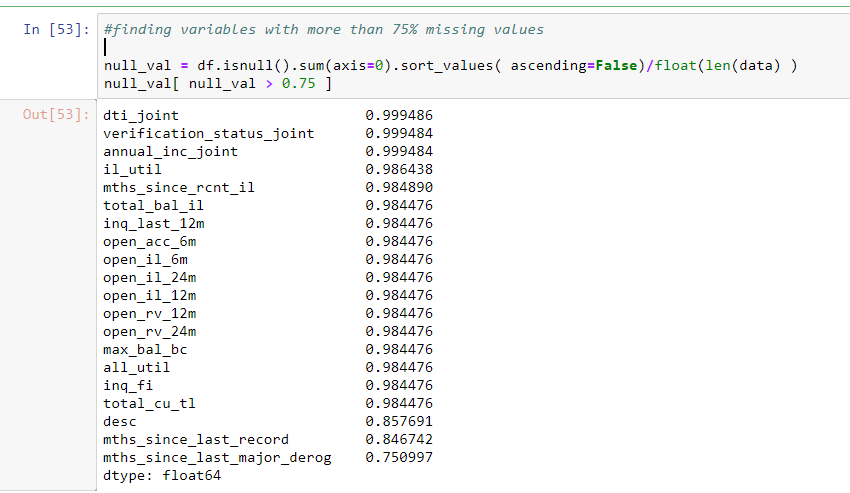 In [53]: #finding variables with more than 75% missing values
null_val = df.isnull().sum(axis=0).sort_values( ascending=False)/float(len(data) )
null_val[ null_val > 0.75 ]
Out[53]: dti_joint 0.999486
verification_status_joint 0.999484
annual_inc_joint 0.999484
il_util 0.986438
mths_since_rcnt_il 0.984890
total_bal_il 0.984476
inq_last_12m 0.984476
open_acc_6m 0.984476
open_il_6m 0.984476
open_il_24m 0.984476
open_il_12m 0.984476
open_rv_12m 0.984476
open_rv_24m 0.984476
max_bal_bc 0.984476
all_util 0.984476
inq_fi 0.984476
total_cu_tl 0.984476
desc 0.857691
mths_since_last_record 0.846742
mths_since_last_major_derog 0.750997
dtype: float64